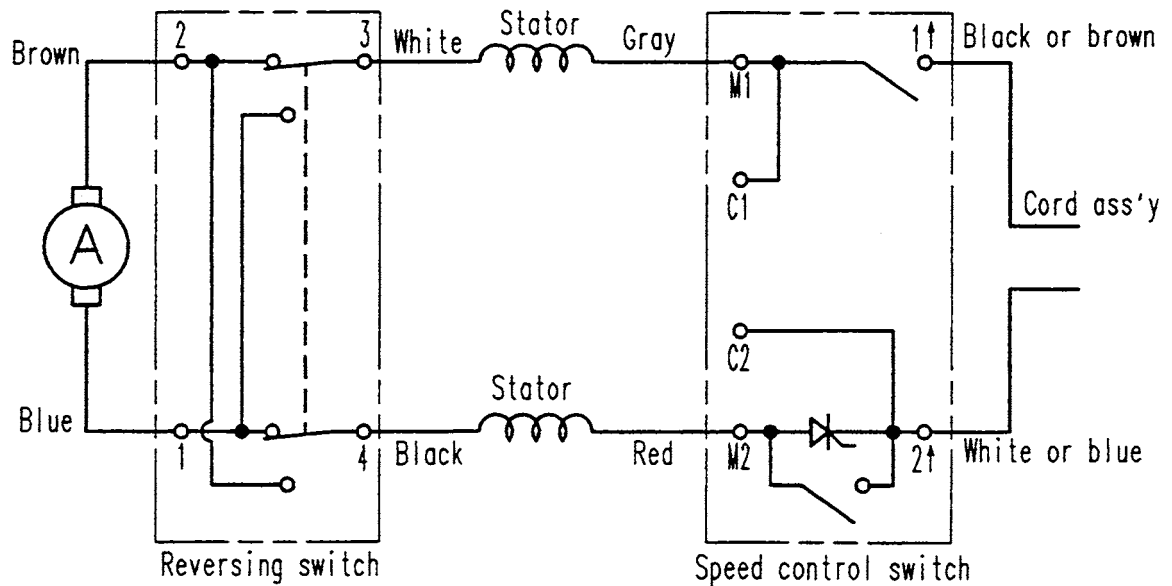 2
3
White
Stator
Gray
1↑
Black or brown
Brown
M1
C1
A
Cord ass'y
C2
Stator
Blue
1
4
Black
Red
M2
2↑
White or blue
Reversing switch
Speed control switch